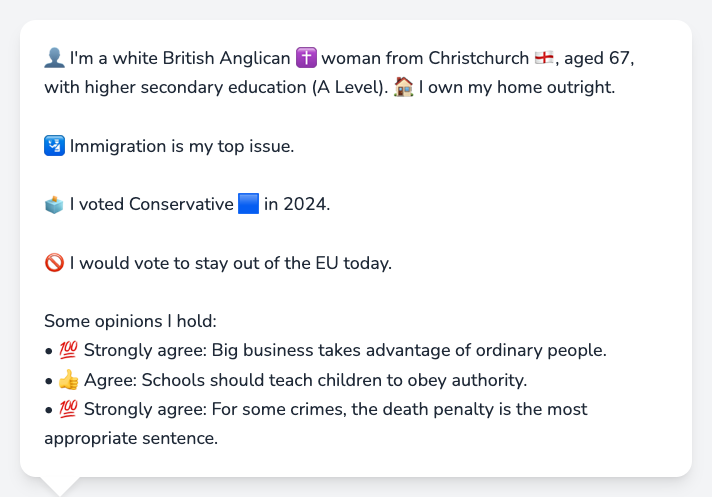 👤 I'm a white British Anglican ✝️ woman from Christchurch 🏴󠁧󠁢󠁥󠁮󠁧󠁿, aged 67,
with higher secondary education (A Level). 🏠 I own my home outright.
🛂 Immigration is my top issue.
🗳️ I voted Conservative 🟦 in 2024.
🚫 I would vote to stay out of the EU today.
Some opinions I hold:
• 💯 Strongly agree: Big business takes advantage of ordinary people.
• 👍 Agree: Schools should teach children to obey authority.
• 💯 Strongly agree: For some crimes, the death penalty is the most
appropriate sentence.